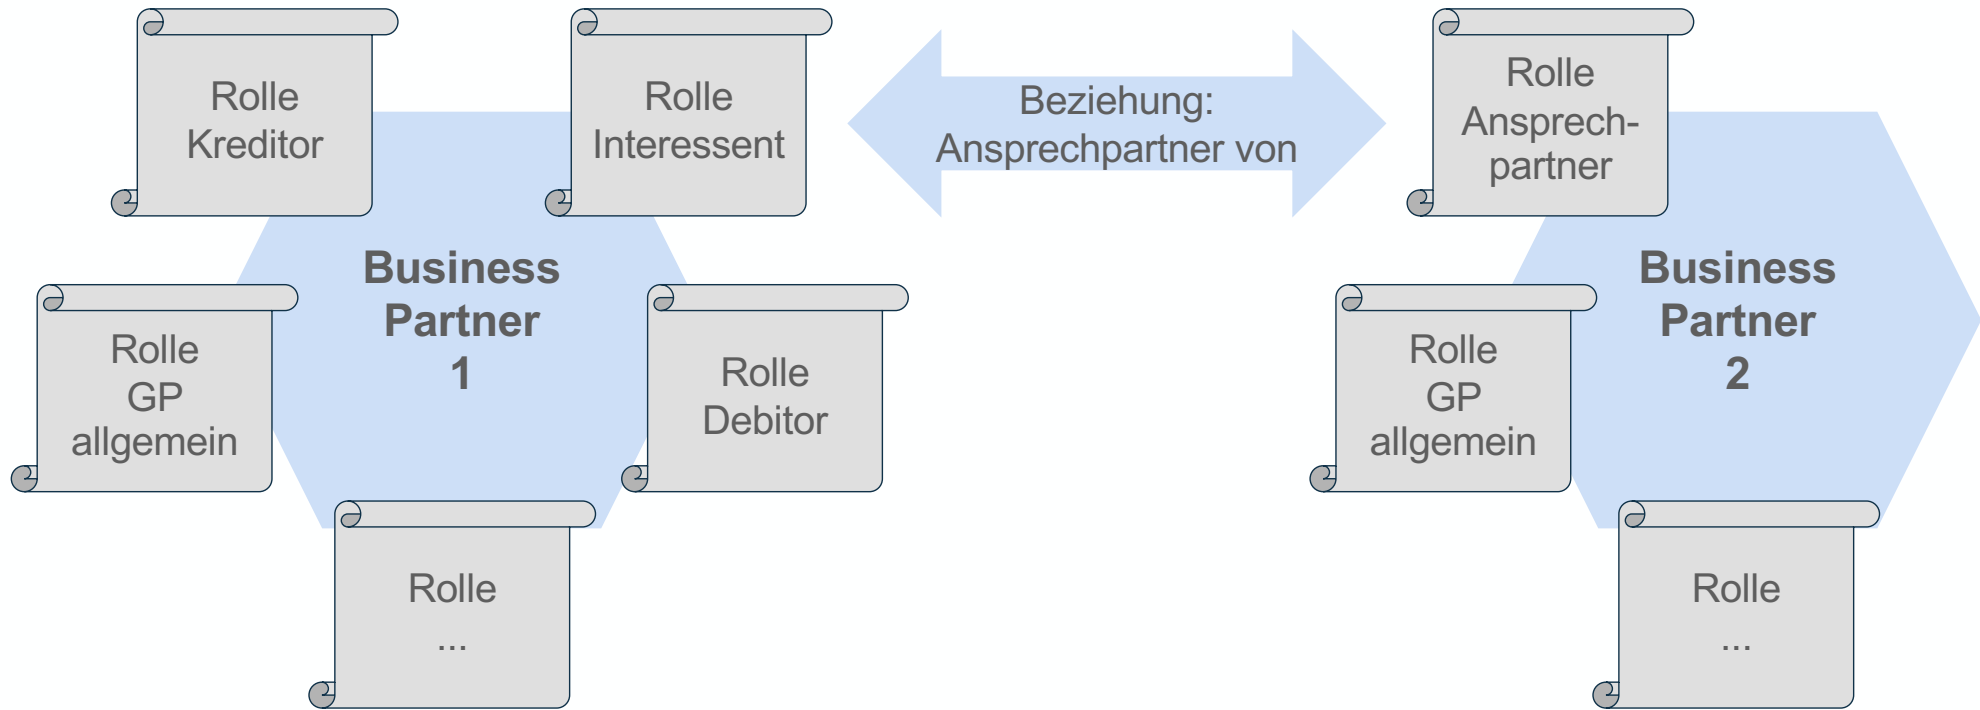 Rolle
Kreditor
Rolle
Interessent
Beziehung:
Ansprechpartner von
Rolle
Ansprech-
partner
Business
Partner
1
Business
Partner
2
Rolle
GP
allgemein
Rolle
Debitor
Rolle
GP
allgemein
Rolle
...
Rolle
...